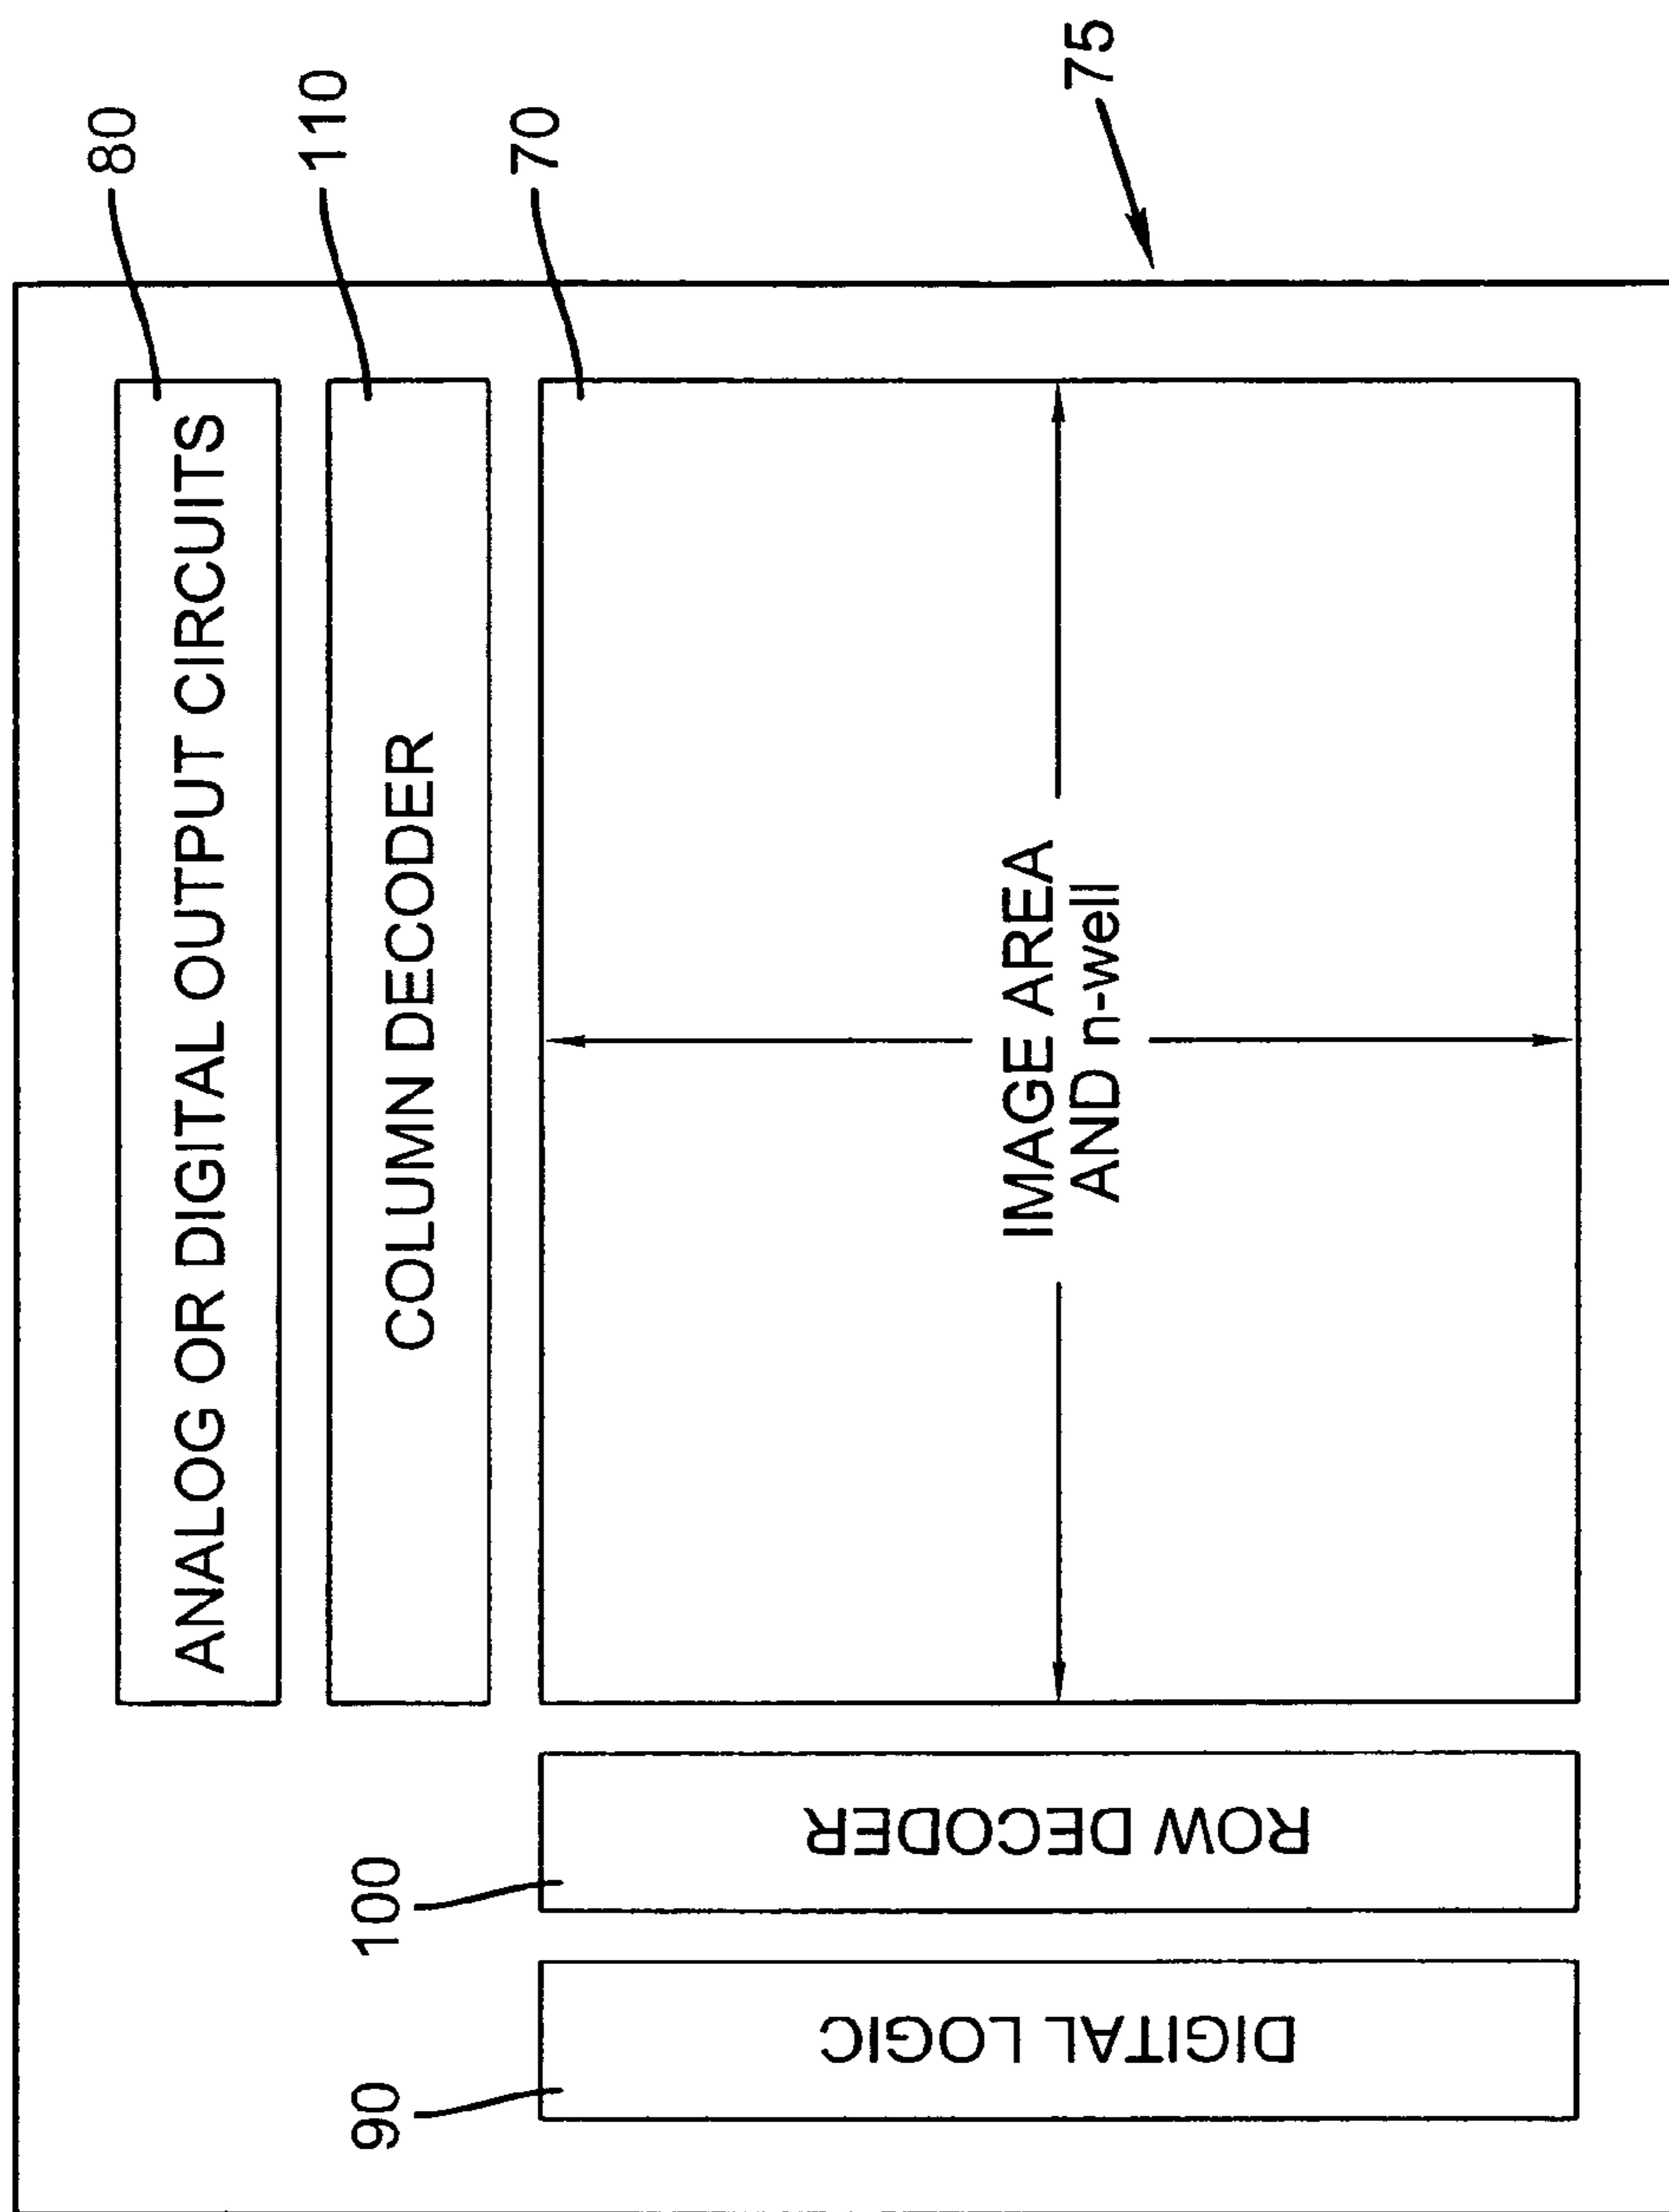 80
ANALOG OR DIGITAL OUTPUT CIRCUITS
110
COLUMN DECODER
70
IMAGE AREA
AND n-well
75
100
ROW DECODER
90
DIGITAL LOGIC